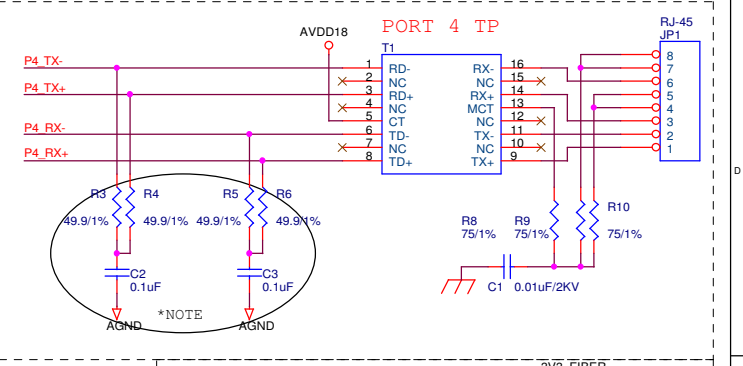 PORT 4 TP
AVDD18
RJ-45
JP1
T1
P4_TX- 1 RD- RX- 16 8
2 NC NC 15 7
P4_TX+ 3 RD+ RX+ 14 6
4 NC MCT 13 5
5 CT NC 12 4
P4_RX- 6 TD- TX- 11 3
7 NC NC 10 2
P4_RX+ 8 TD+ TX+ 9 1
D
R3 R4 R5 R6
49.9/1% 49.9/1% 49.9/1% 49.9/1%
R8 R9 R10
75/1% 75/1% 75/1%
C2 C3
0.1uF 0.1uF
C1 0.01uF/2KV
*NOTE
AGND AGND